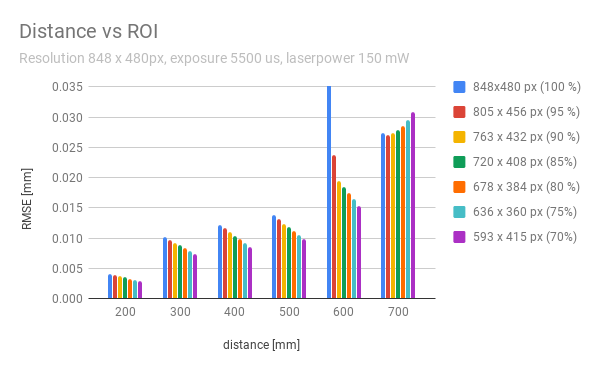 Distance vs ROI
Resolution 848 x 480px, exposure 5500 us, laserpower 150 mW
0.035
0.030
0.025
0.020
0.015
0.010
0.005
0.000
RMSE [mm]
200 300 400 500 600 700
distance [mm]
848x480 px (100 %)
805 x 456 px (95 %)
763 x 432 px (90 %)
720 x 408 px (85%)
678 x 384 px (80 %)
636 x 360 px (75%)
593 x 415 px (70%)